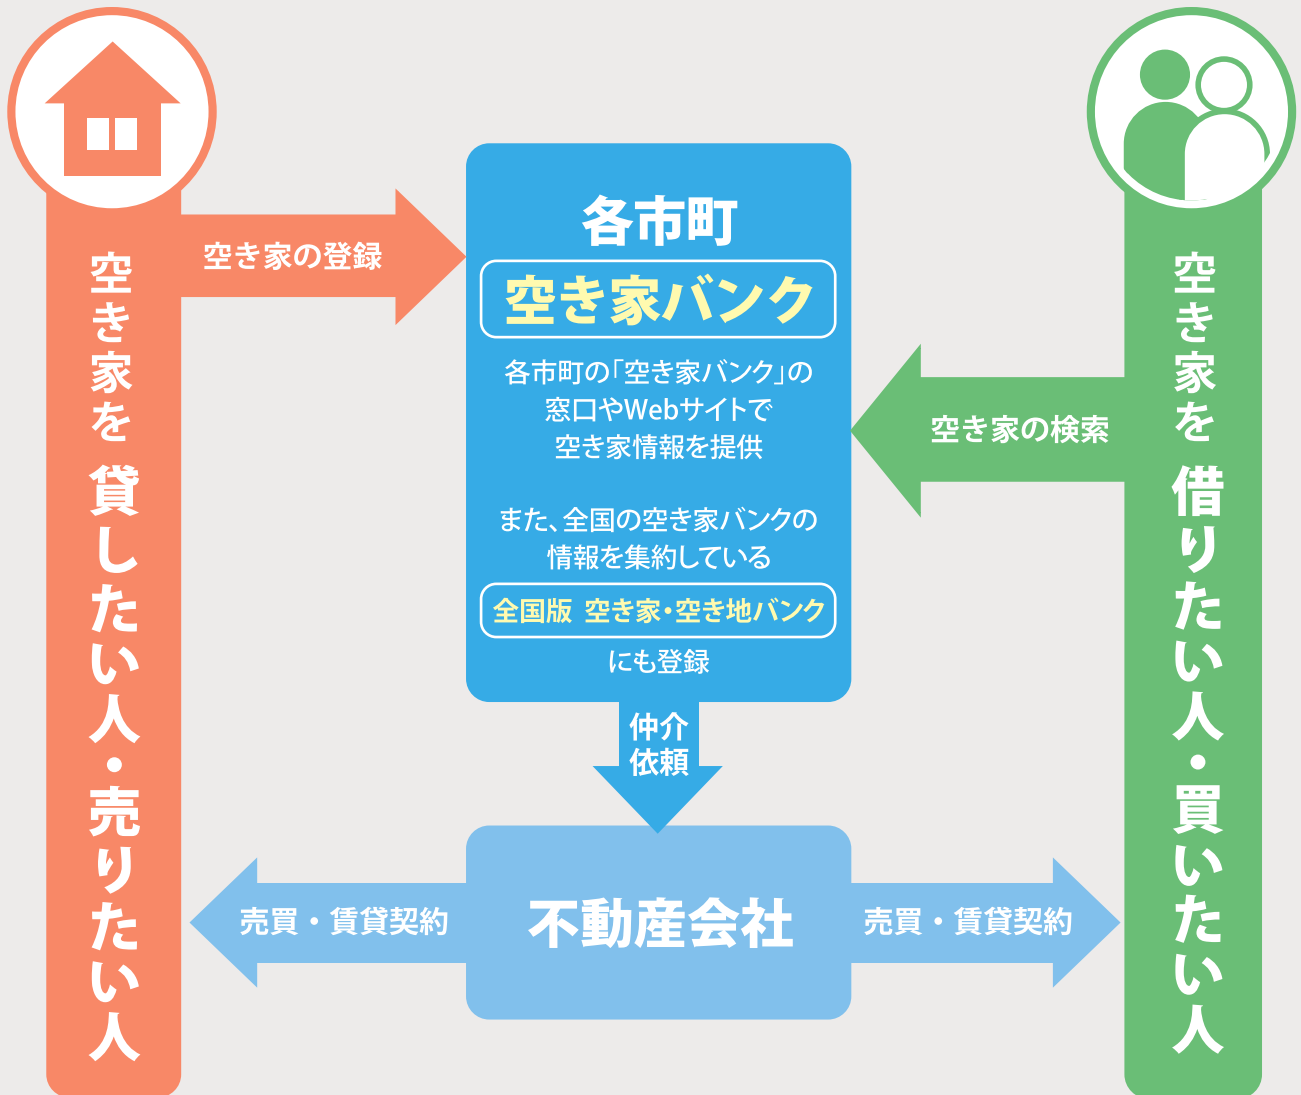 空き家を 貸したい人・売りたい人
空き家の登録
各市町
空き家バンク
各市町の「空き家バンク」の
窓口やWebサイトで
空き家情報を提供
また、全国の空き家バンクの
情報を集約している
全国版 空き家・空き地バンク
にも登録
空き家の検索
空き家を 借りたい人・買いたい人
仲介
依頼
売買・賃貸契約
不動産会社
売買・賃貸契約